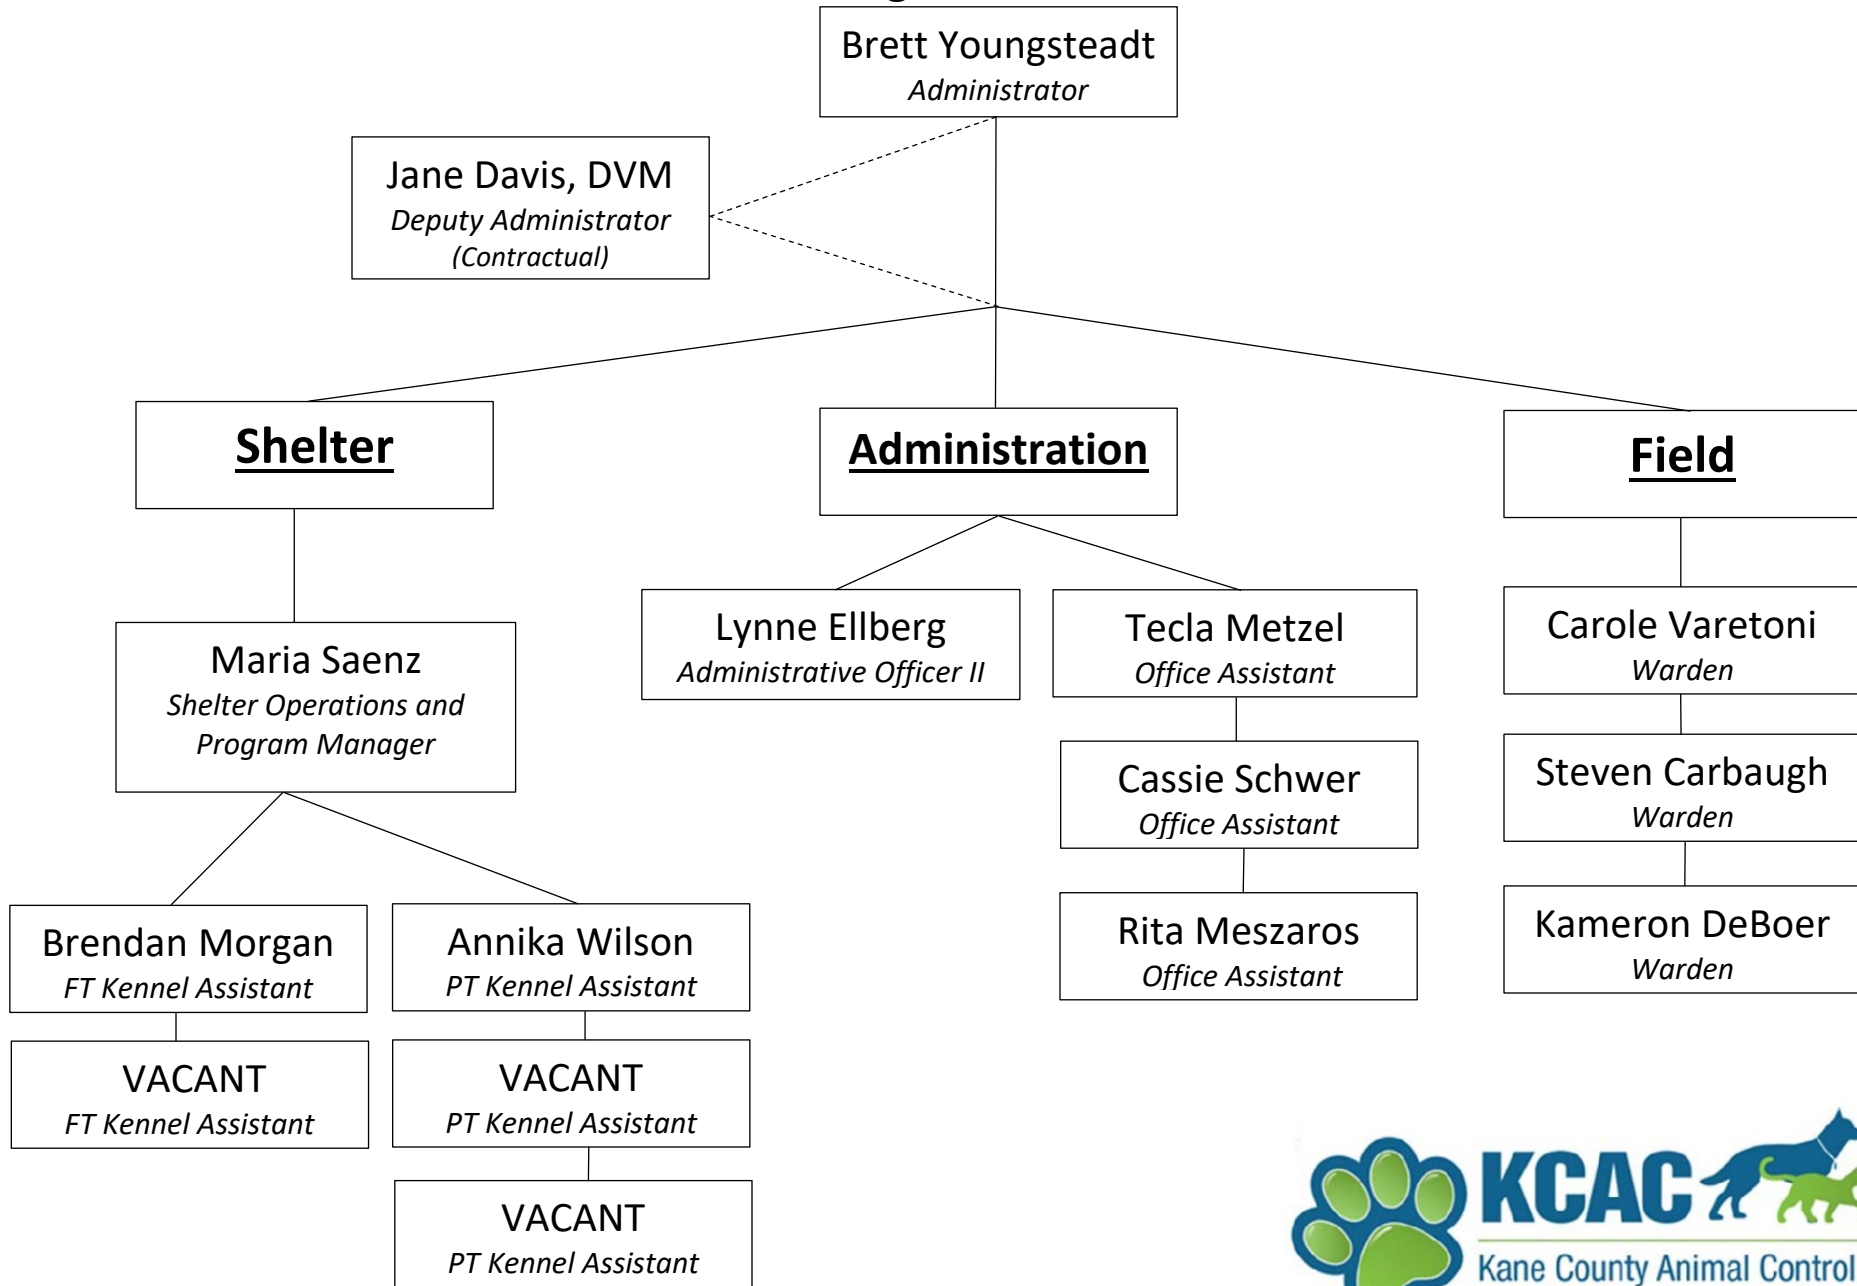 Brett Youngsteadt
Administrator
Jane Davis, DVM
Deputy Administrator
(Contractual)
Shelter
Administration
Field
Maria Saenz
Shelter Operations and
Program Manager
Lynne Ellberg
Administrative Officer II
Tecla Metzel
Office Assistant
Carole Varetoni
Warden
Cassie Schwer
Office Assistant
Steven Carbaugh
Warden
Brendan Morgan
FT Kennel Assistant
Annika Wilson
PT Kennel Assistant
Rita Meszaros
Office Assistant
Kameron DeBoer
Warden
VACANT
FT Kennel Assistant
VACANT
PT Kennel Assistant
VACANT
PT Kennel Assistant
KCAC
Kane County Animal Control